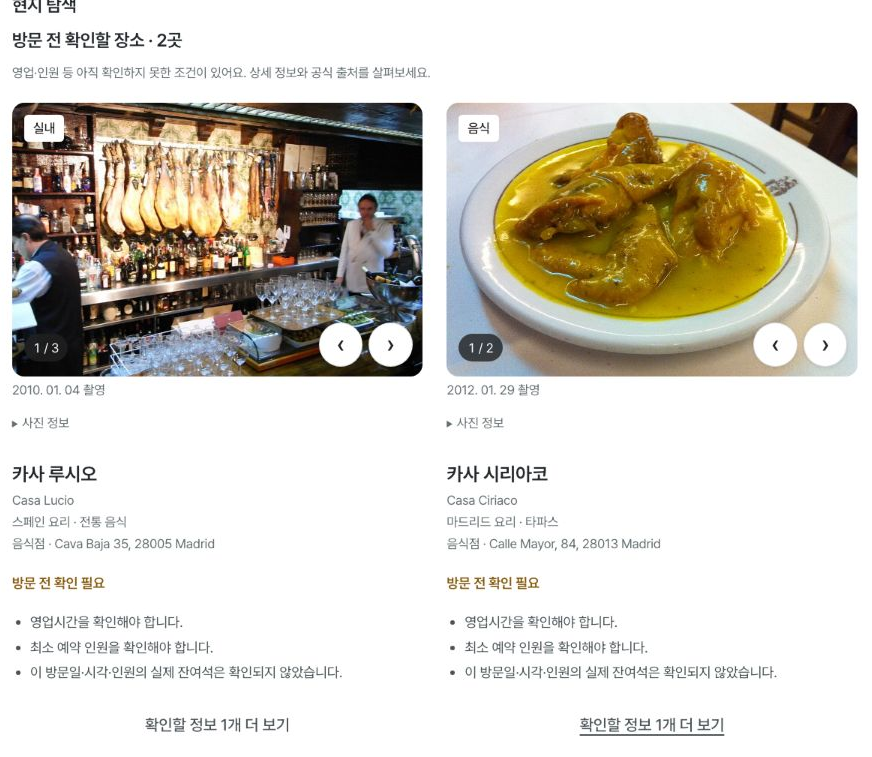 현지 탐색
방문 전 확인할 장소 · 2곳
영업·인원 등 아직 확인하지 못한 조건이 있어요. 상세 정보와 공식 출처를 살펴보세요.
실내
1 / 3
‹ ›
2010. 01. 04 촬영
▸ 사진 정보
카사 루시오
Casa Lucio
스페인 요리 · 전통 음식
음식점 · Cava Baja 35, 28005 Madrid
방문 전 확인 필요
• 영업시간을 확인해야 합니다.
• 최소 예약 인원을 확인해야 합니다.
• 이 방문일·시각·인원의 실제 잔여석은 확인되지 않았습니다.
확인할 정보 1개 더 보기
음식
1 / 2
‹ ›
2012. 01. 29 촬영
▸ 사진 정보
카사 시리아코
Casa Ciriaco
마드리드 요리 · 타파스
음식점 · Calle Mayor, 84, 28013 Madrid
방문 전 확인 필요
• 영업시간을 확인해야 합니다.
• 최소 예약 인원을 확인해야 합니다.
• 이 방문일·시각·인원의 실제 잔여석은 확인되지 않았습니다.
확인할 정보 1개 더 보기